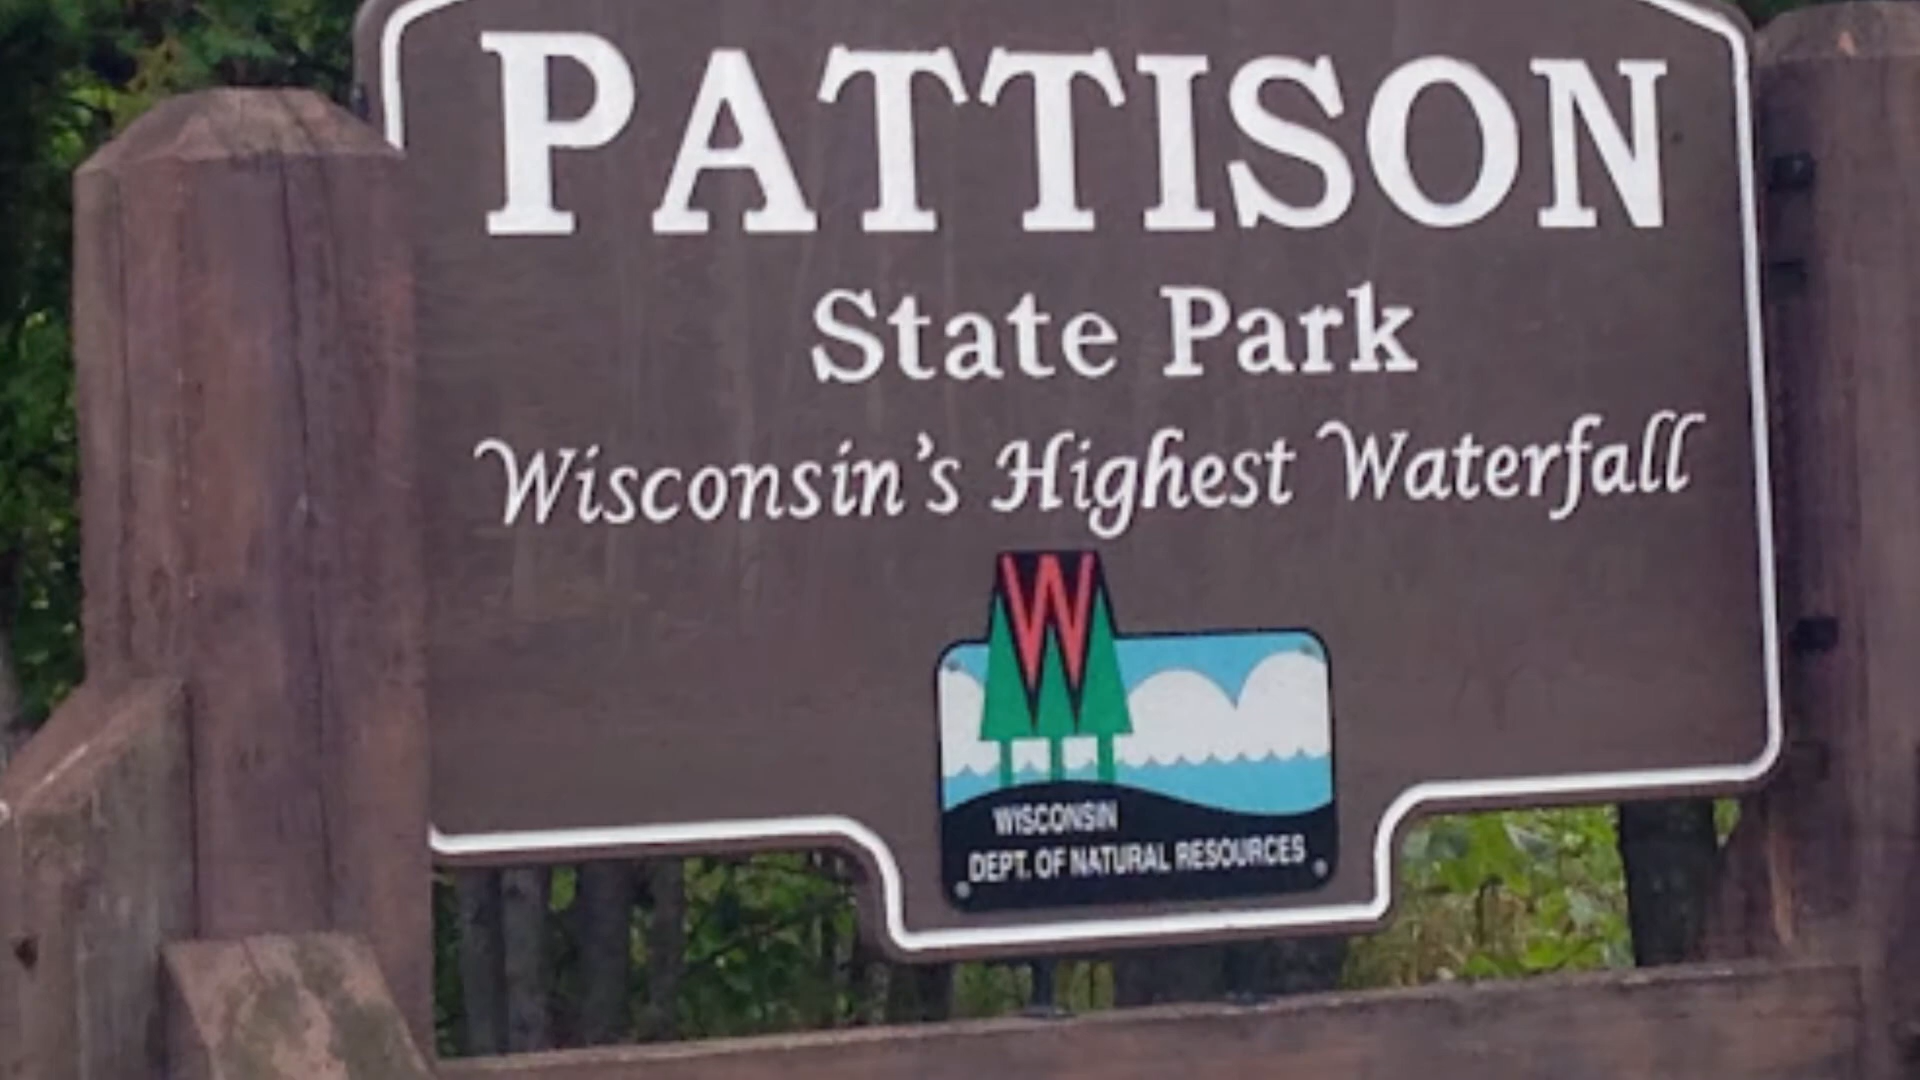 PATTISON
State Park
Wisconsin's Highest Waterfall
W
WISCONSIN
DEPT. OF NATURAL RESOURCES